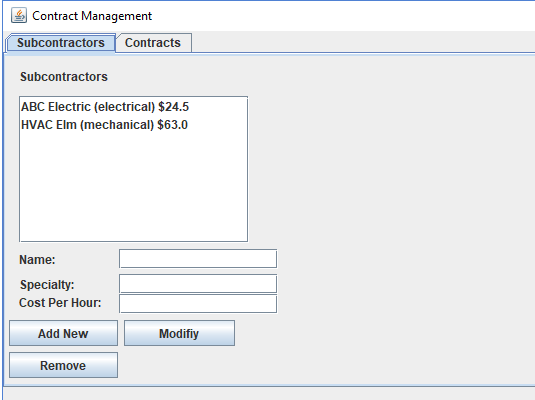 Contract Management
Subcontractors Contracts
Subcontractors
ABC Electric (electrical) $24.5
HVAC Elm (mechanical) $63.0
Name:
Specialty:
Cost Per Hour:
Add New Modifiy
Remove